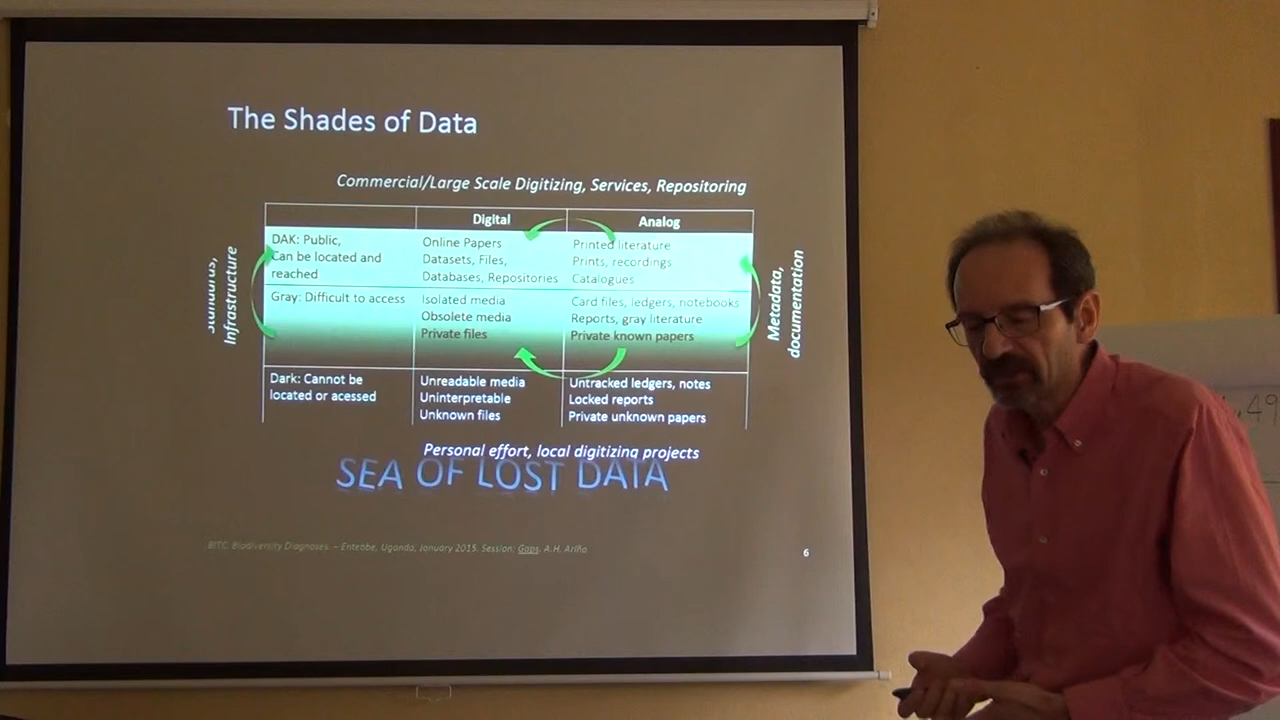 The Shades of Data
Commercial/Large Scale Digitizing, Services, Repositoring
Digital
Analog
DAK: Public,
Can be located and
reached
Online Papers
Datasets, Files,
Databases, Repositories
Printed literature
Prints, recordings
Catalogues
Gray: Difficult to access
Isolated media
Obsolete media
Private files
Card files, ledgers, notebooks
Reports, gray literature
Private known papers
Dark: Cannot be
located or acessed
Unreadable media
Uninterpretable
Unknown files
Untracked ledgers, notes
Locked reports
Private unknown papers
Infrastructure
Metadata,
documentation
Personal effort, local digitizing projects
SEA OF LOST DATA
BITC. Biodiversity Diagnoses. – Entebbe, Uganda, January 2015. Session: Gaps. A.H. Ariño
6